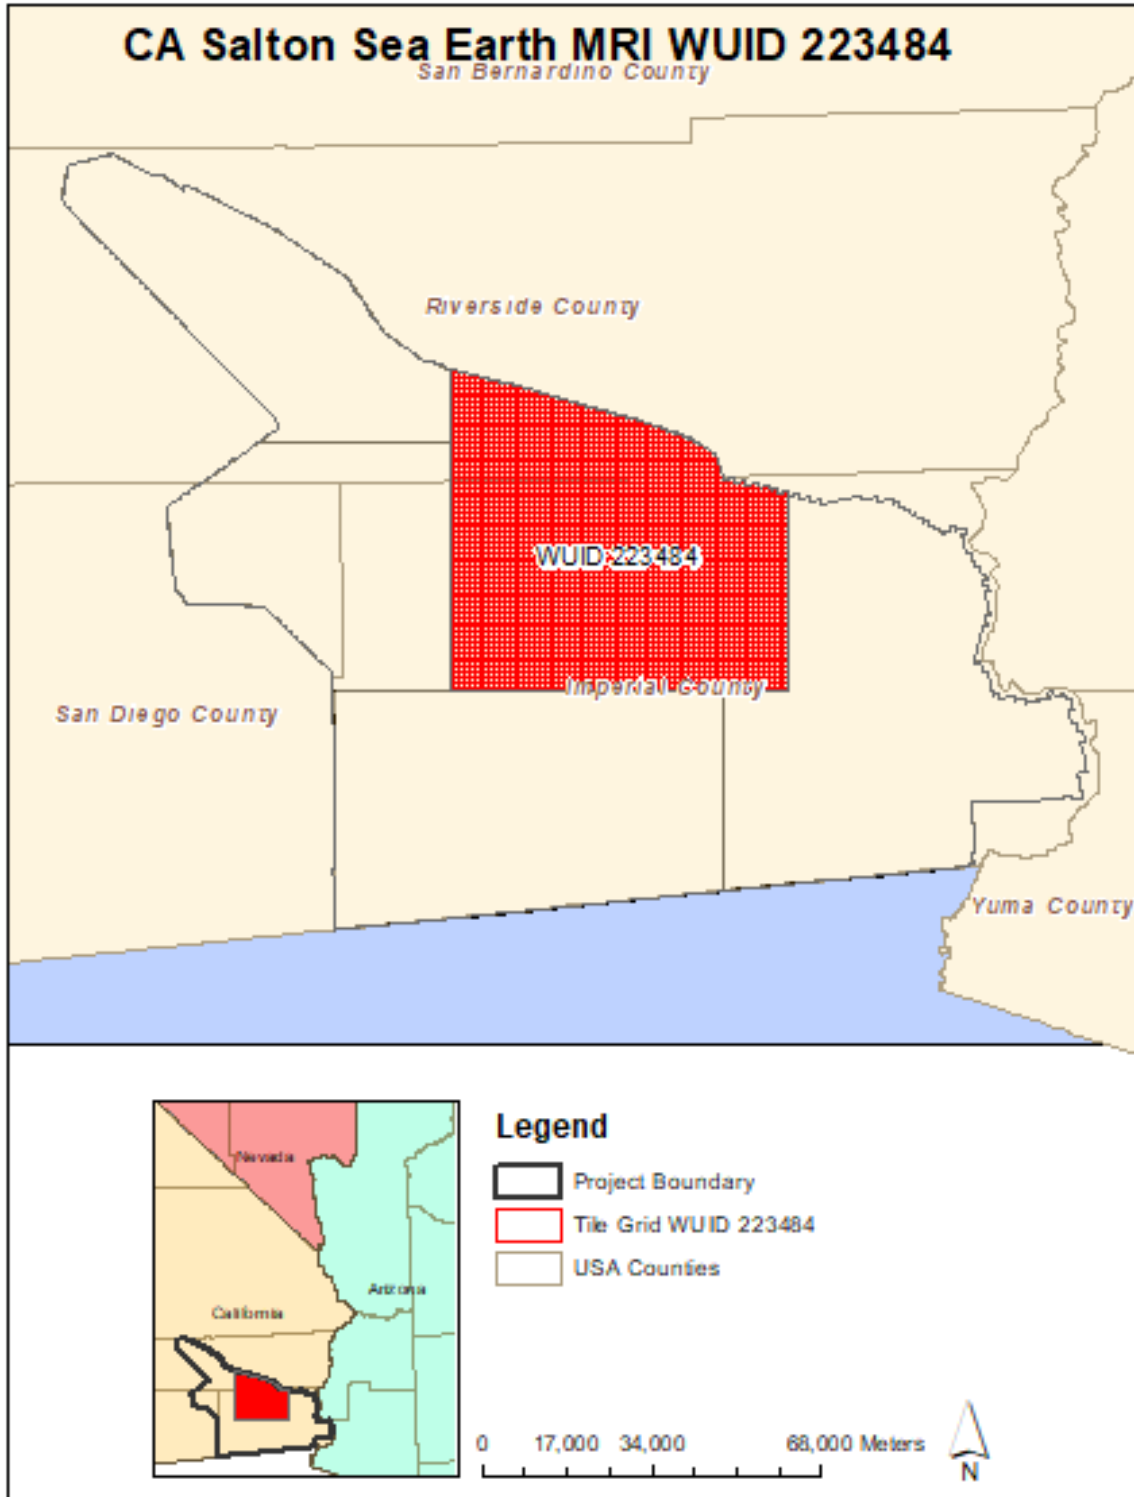 CA Salton Sea Earth MRI WUID 223484
San Bernardino County
Riverside County
WUID 223484
Imperial County
San Diego County
Yuma County
Nevada
Arizona
California
Legend
Project Boundary
Tile Grid WUID 223484
USA Counties
0 17,000 34,000 68,000 Meters
N